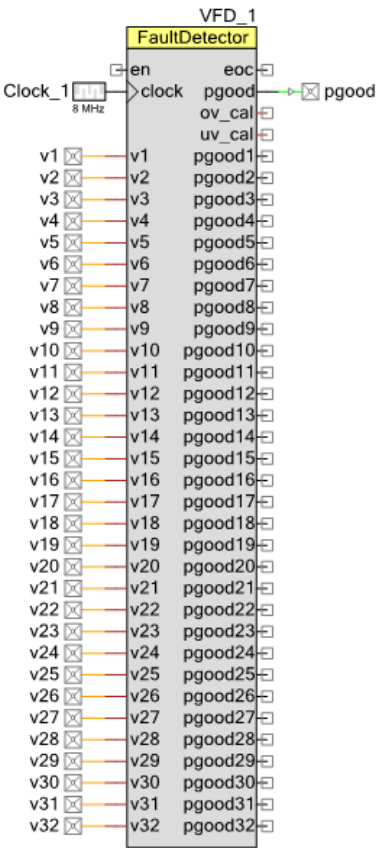 VFD_1
FaultDetector
en eoc
Clock_1 clock pgood pgood
8 MHz
ov_cal
uv_cal
v1 v1 pgood1
v2 v2 pgood2
v3 v3 pgood3
v4 v4 pgood4
v5 v5 pgood5
v6 v6 pgood6
v7 v7 pgood7
v8 v8 pgood8
v9 v9 pgood9
v10 v10 pgood10
v11 v11 pgood11
v12 v12 pgood12
v13 v13 pgood13
v14 v14 pgood14
v15 v15 pgood15
v16 v16 pgood16
v17 v17 pgood17
v18 v18 pgood18
v19 v19 pgood19
v20 v20 pgood20
v21 v21 pgood21
v22 v22 pgood22
v23 v23 pgood23
v24 v24 pgood24
v25 v25 pgood25
v26 v26 pgood26
v27 v27 pgood27
v28 v28 pgood28
v29 v29 pgood29
v30 v30 pgood30
v31 v31 pgood31
v32 v32 pgood32